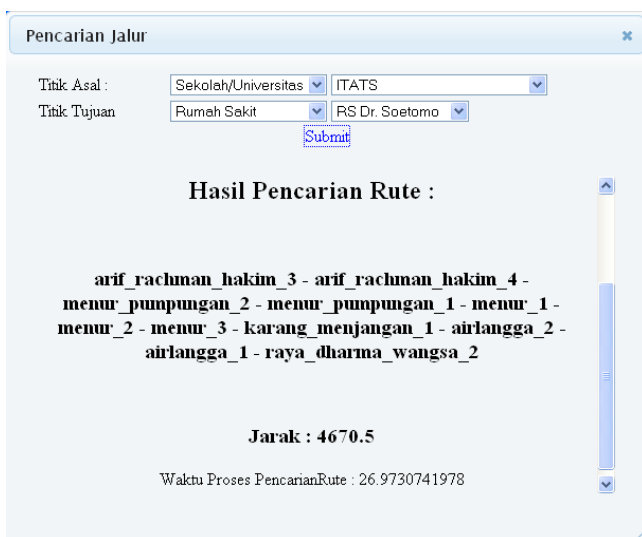 Pencarian Jalur
Titik Asal : Sekolah/Universitas ITATS
Titik Tujuan Rumah Sakit RS Dr. Soetomo
Submit
Hasil Pencarian Rute :
arif_rachman_hakim_3 - arif_rachman_hakim_4 -
menur_pumpungan_2 - menur_pumpungan_1 - menur_1 -
menur_2 - menur_3 - karang_menjangan_1 - airlangga_2 -
airlangga_1 - raya_dharma_wangsa_2
Jarak : 4670.5
Waktu Proses PencarianRute : 26.9730741978